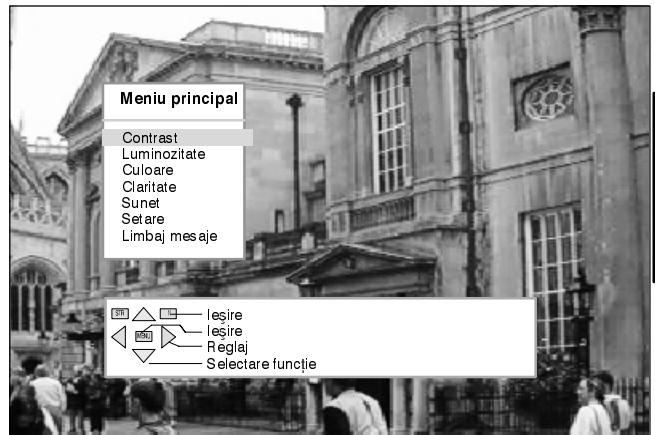 Meniu principal
Contrast
Luminozitate
Culoare
Claritate
Sunet
Setare
Limbaj mesaje
STR
Ieşire
MENU
Ieşire
Reglaj
Selectare funcţie